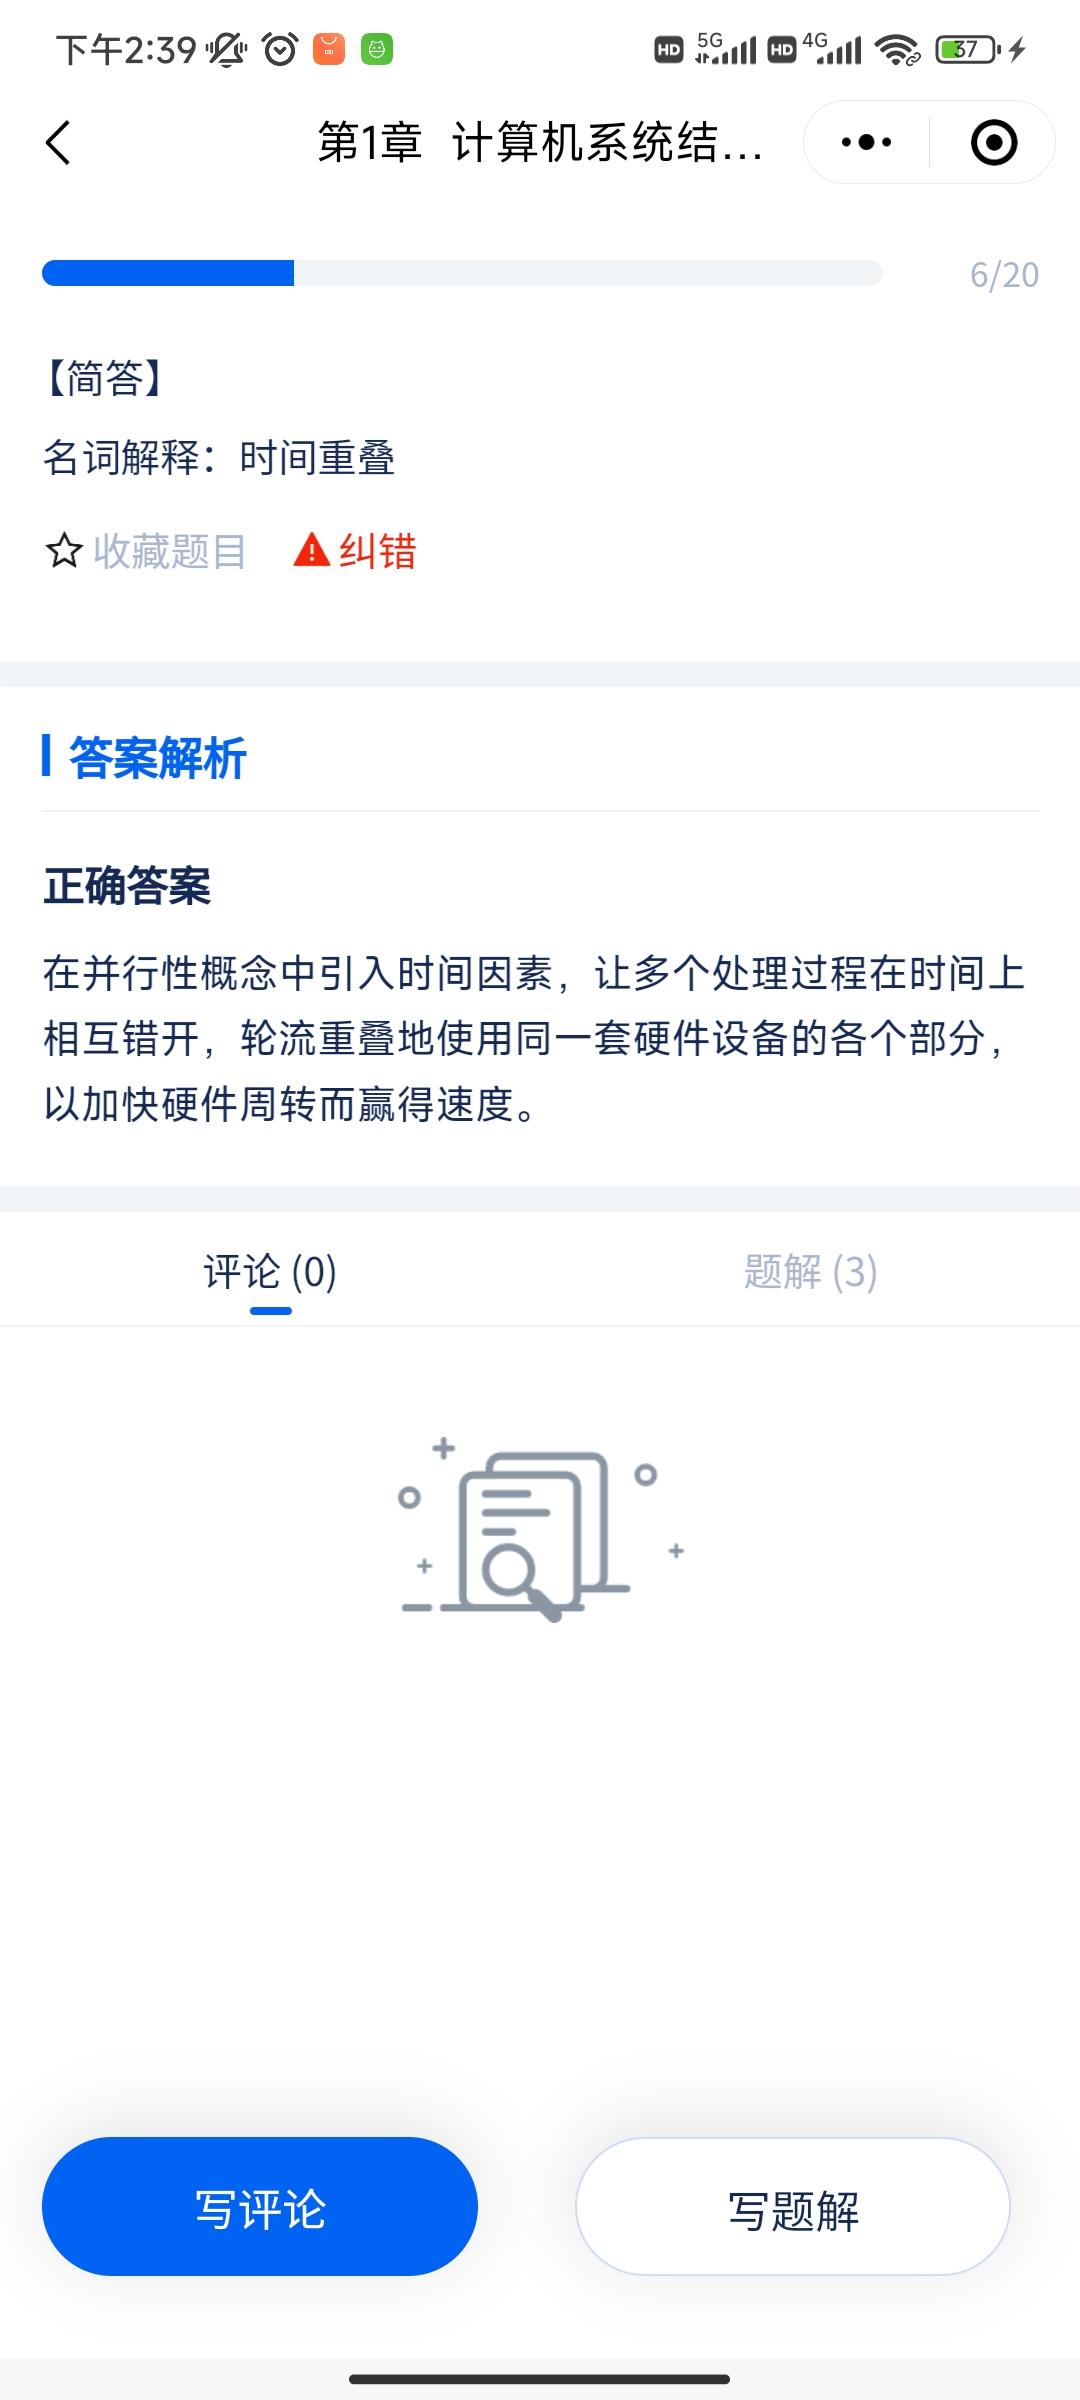 下午2:39
HD 5G HD 4G 37
第1章 计算机系统结...
6/20
【简答】
名词解释：时间重叠
收藏题目 纠错
答案解析
正确答案
在并行性概念中引入时间因素，让多个处理过程在时间上
相互错开，轮流重叠地使用同一套硬件设备的各个部分，
以加快硬件周转而赢得速度。
评论 (0) 题解 (3)
写评论 写题解